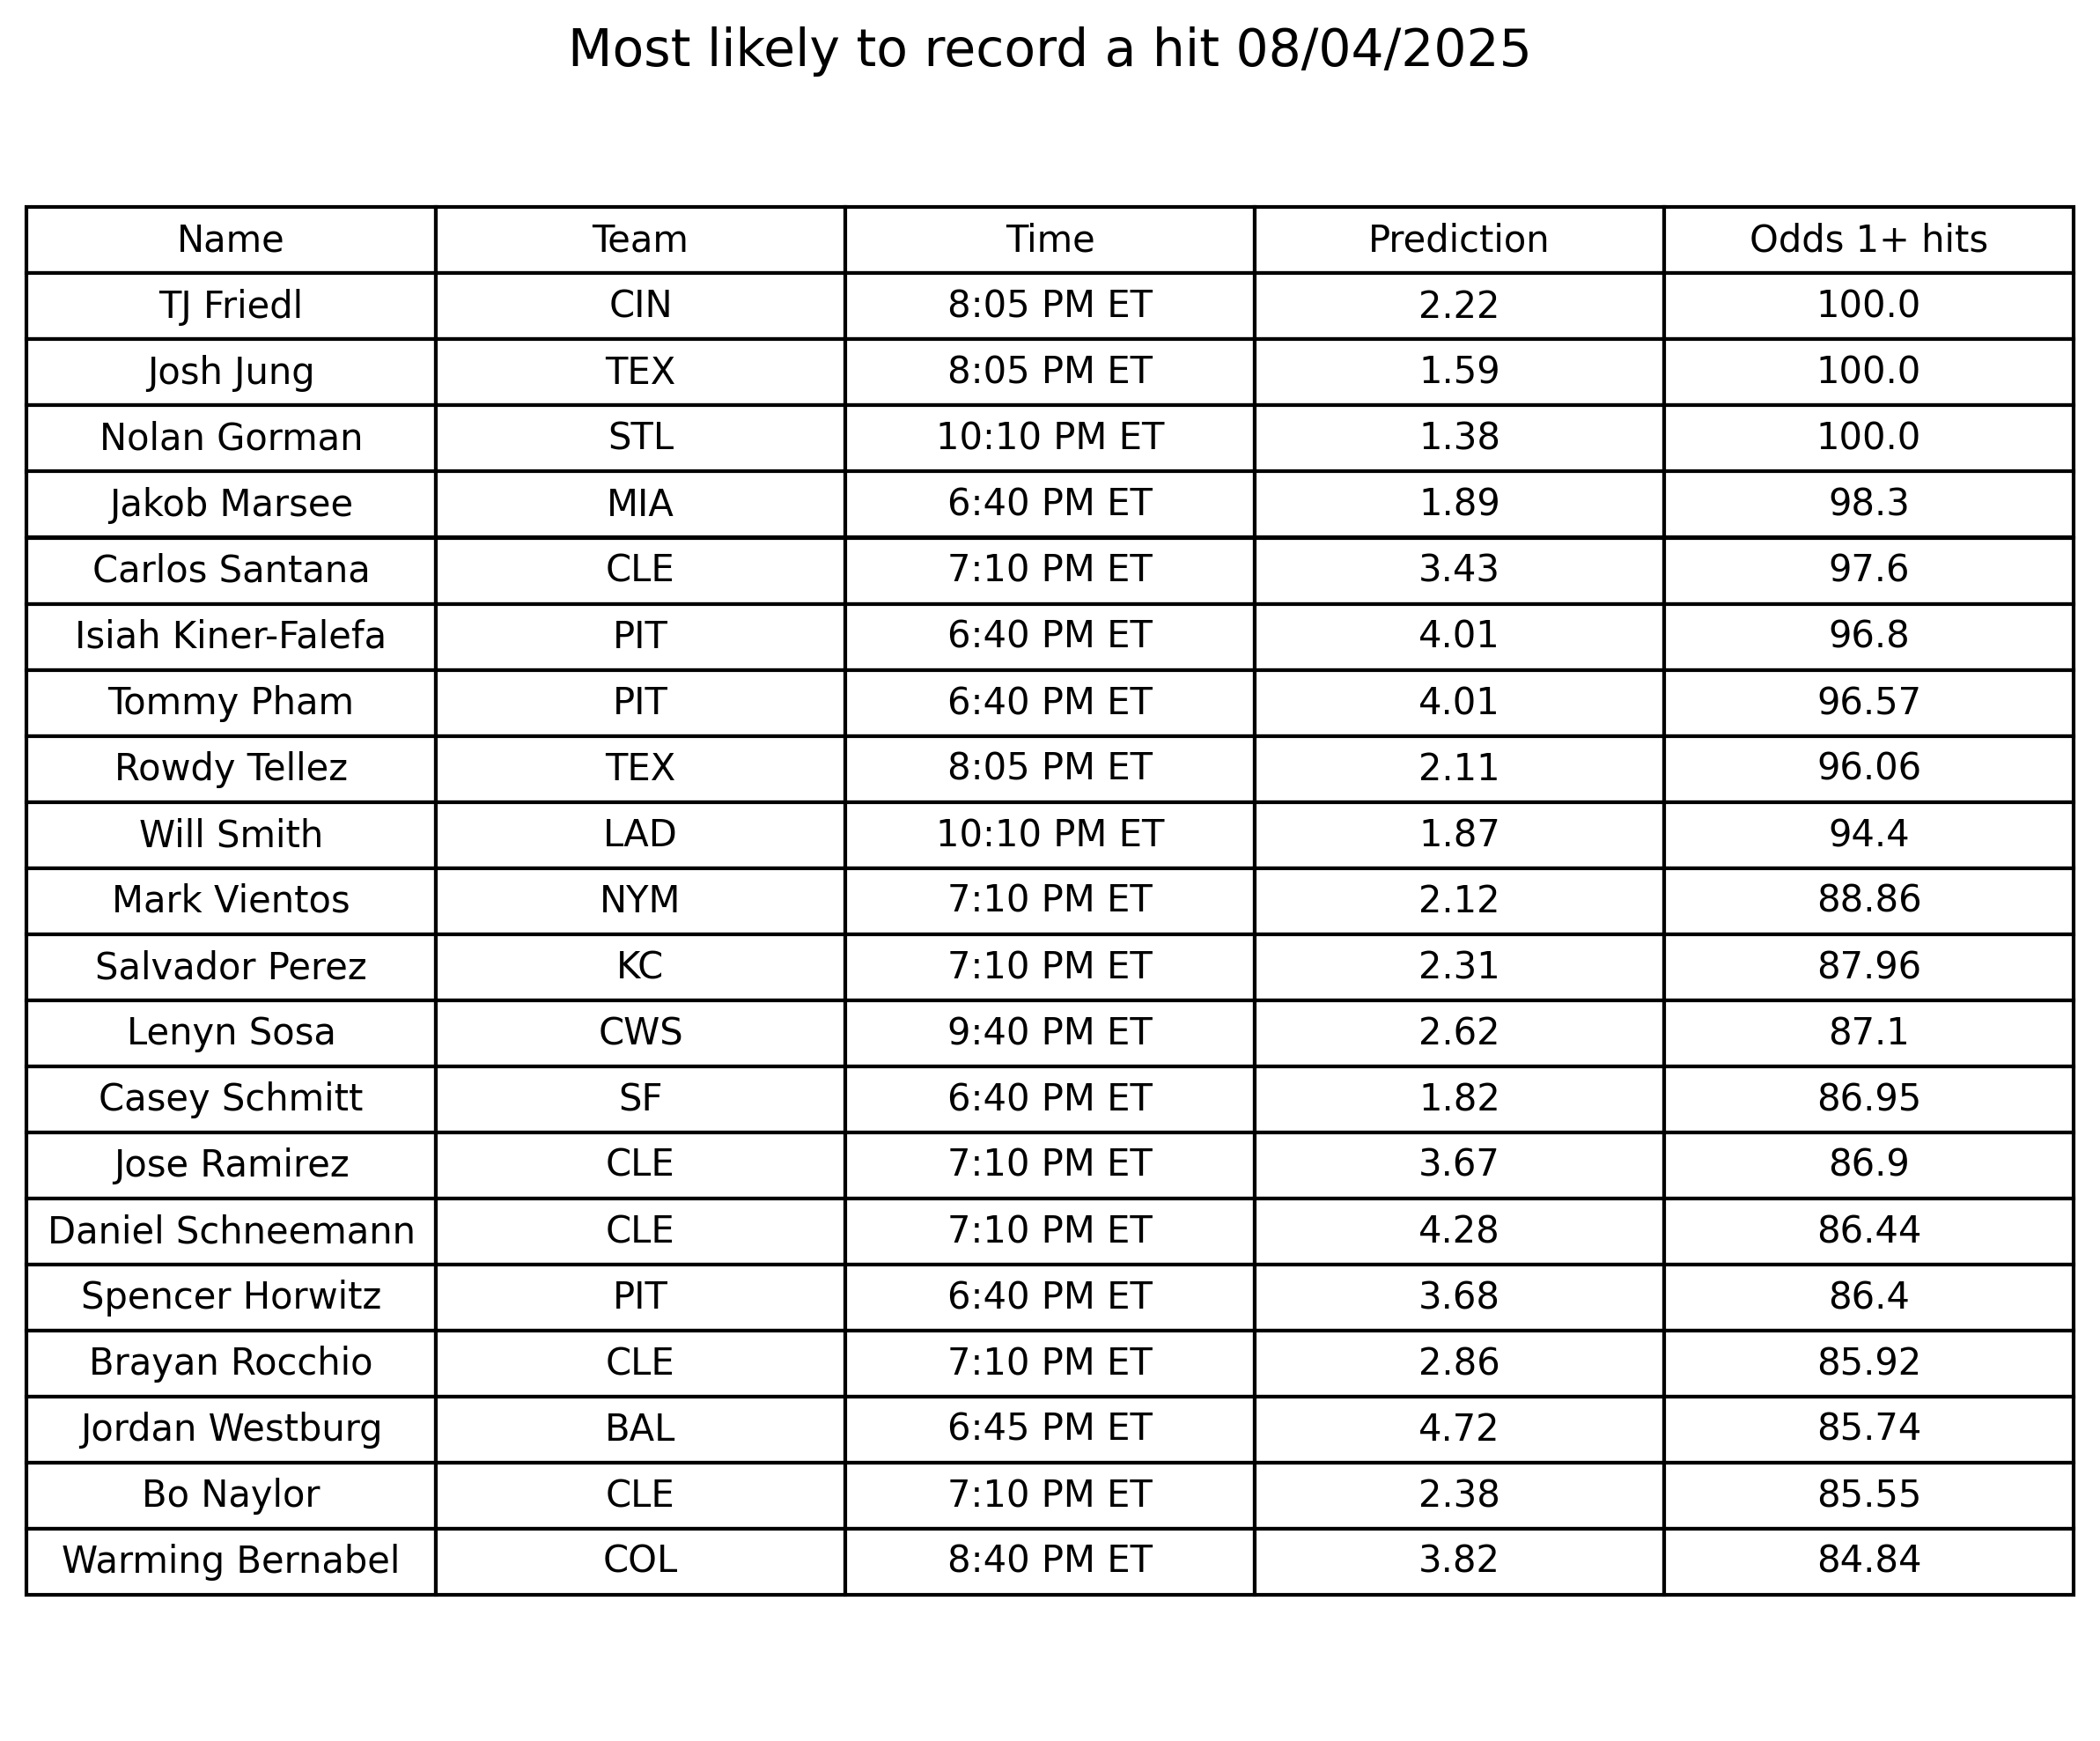 Most likely to record a hit 08/04/2025
Name Team Time Prediction Odds 1+ hits
TJ Friedl CIN 8:05 PM ET 2.22 100.0
Josh Jung TEX 8:05 PM ET 1.59 100.0
Nolan Gorman STL 10:10 PM ET 1.38 100.0
Jakob Marsee MIA 6:40 PM ET 1.89 98.3
Carlos Santana CLE 7:10 PM ET 3.43 97.6
Isiah Kiner-Falefa PIT 6:40 PM ET 4.01 96.8
Tommy Pham PIT 6:40 PM ET 4.01 96.57
Rowdy Tellez TEX 8:05 PM ET 2.11 96.06
Will Smith LAD 10:10 PM ET 1.87 94.4
Mark Vientos NYM 7:10 PM ET 2.12 88.86
Salvador Perez KC 7:10 PM ET 2.31 87.96
Lenyn Sosa CWS 9:40 PM ET 2.62 87.1
Casey Schmitt SF 6:40 PM ET 1.82 86.95
Jose Ramirez CLE 7:10 PM ET 3.67 86.9
Daniel Schneemann CLE 7:10 PM ET 4.28 86.44
Spencer Horwitz PIT 6:40 PM ET 3.68 86.4
Brayan Rocchio CLE 7:10 PM ET 2.86 85.92
Jordan Westburg BAL 6:45 PM ET 4.72 85.74
Bo Naylor CLE 7:10 PM ET 2.38 85.55
Warming Bernabel COL 8:40 PM ET 3.82 84.84